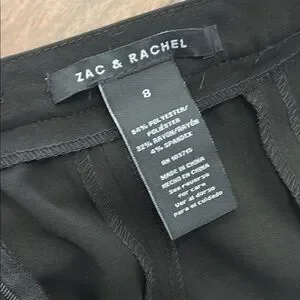 ZAC & RACHEL
8
64% POLYESTER/
POLIÉSTER
32% RAYON/RAYÓN
4% SPANDEX
RN 103715
MADE IN CHINA
HECHO EN CHINA
See reverse
for care
Ver al dorso
para el cuidado